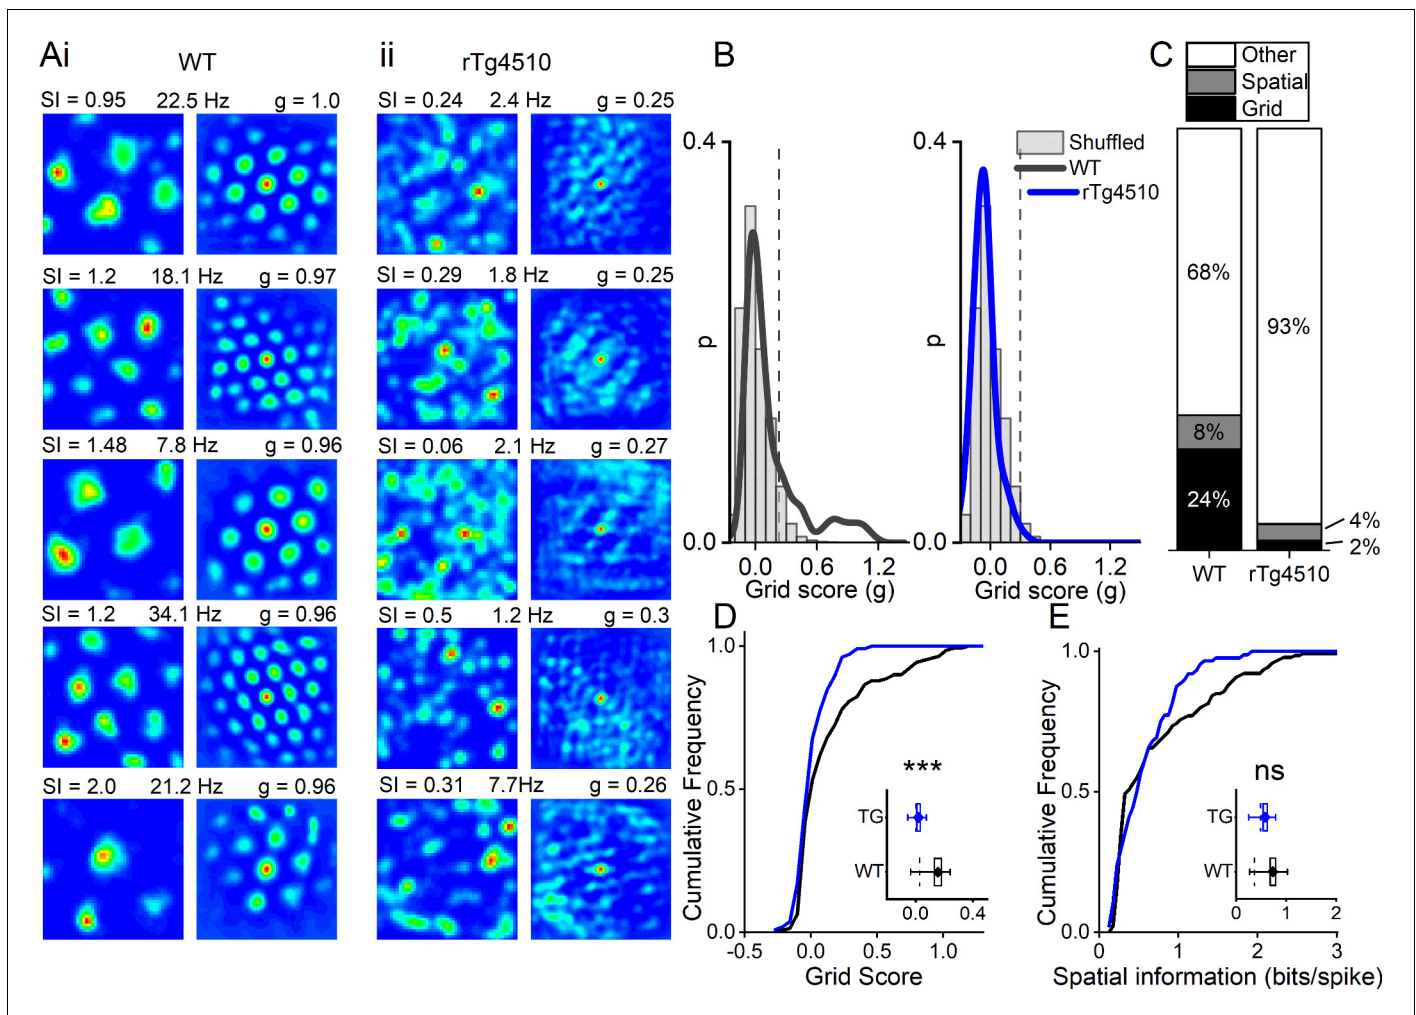 Ai
WT
SI = 0.95 22.5 Hz g = 1.0
SI = 1.2 18.1 Hz g = 0.97
SI = 1.48 7.8 Hz g = 0.96
SI = 1.2 34.1 Hz g = 0.96
SI = 2.0 21.2 Hz g = 0.96
ii
rTg4510
SI = 0.24 2.4 Hz g = 0.25
SI = 0.29 1.8 Hz g = 0.25
SI = 0.06 2.1 Hz g = 0.27
SI = 0.5 1.2 Hz g = 0.3
SI = 0.31 7.7Hz g = 0.26
B
0.4
p
0.0
0.0 0.6 1.2
Grid score (g)
0.4
p
0.0
0.0 0.6 1.2
Grid score (g)
Shuffled
WT
rTg4510
C
Other
Spatial
Grid
68%
8%
24%
93%
4%
2%
WT rTg4510
D
Cumulative Frequency
1.0
0.5
0.0
-0.5 0.0 0.5 1.0
Grid Score
***
TG
WT
0.0 0.4
E
Cumulative Frequency
1.0
0.5
0.0
0 1 2 3
Spatial information (bits/spike)
ns
TG
WT
0 1 2